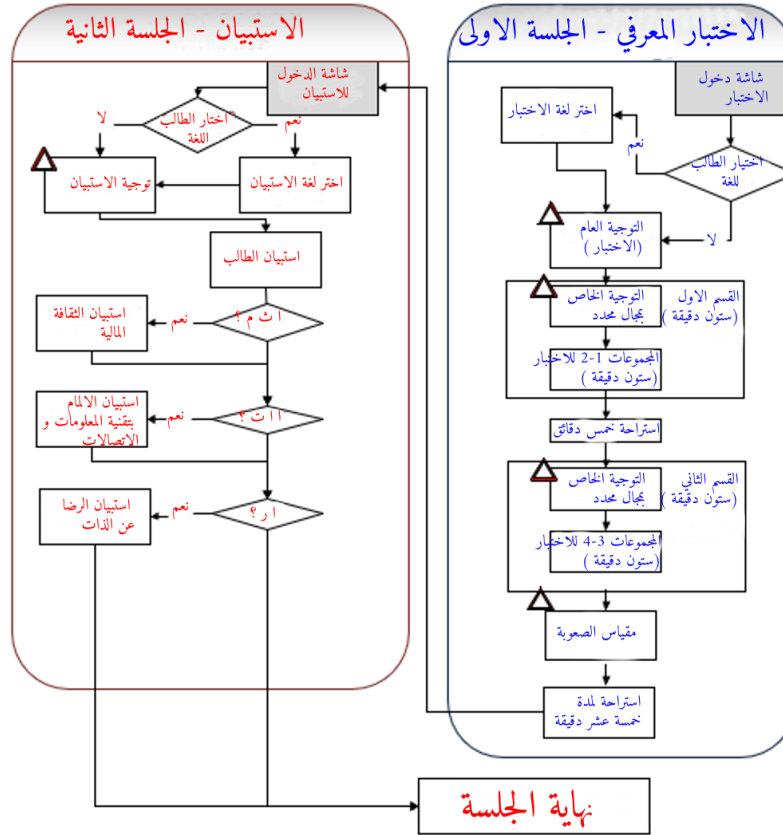 الاختبار المعرفي - الجلسة الاولى
شاشة دخول
الاختبار
اختيار الطالب
للغة
نعم
لا
اختر لغة الاختبار
التوجية العام
(الاختبار )
القسم الاول
(ستون دقيقة )
التوجية الخاص
بمجال محدد
المجموعات 1-2 للاختبار
(ستون دقيقة )
استراحة خمس دقائق
القسم الثاني
(ستون دقيقة )
التوجية الخاص
بمجال محدد
المجموعات 3-4 للاختبار
(ستون دقيقة )
مقياس الصعوبة
استراحة لمدة
خمسة عشر دقيقة
الاستبيان - الجلسة الثانية
شاشة الدخول
للاستبيان
اختار الطالب
اللغة
نعم
لا
اختر لغة الاستبيان
توجية الاستبيان
استبيان الطالب
ا ث م ؟
نعم
استبيان الثقافة
المالية
ا ا ت ؟
نعم
استبيان الالمام
بتقنية المعلومات و
الاتصالات
ا ر ؟
نعم
استبيان الرضا
عن الذات
نهاية الجلسة